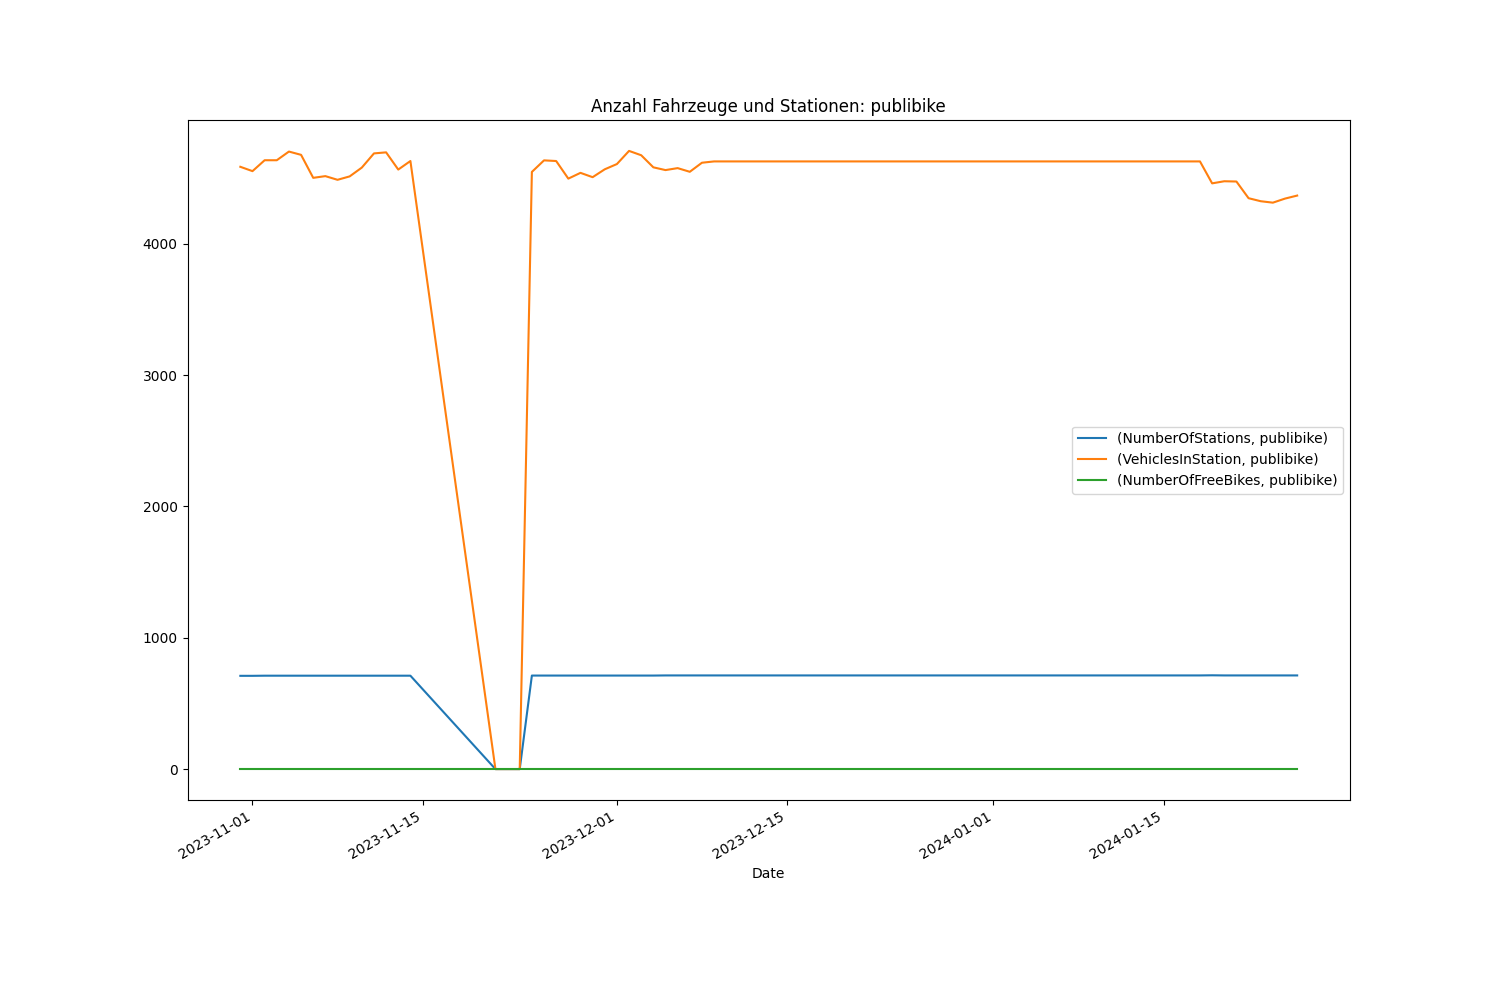 Anzahl Fahrzeuge und Stationen: publibike
4000
3000
2000
1000
0
(NumberOfStations, publibike)
(VehiclesInStation, publibike)
(NumberOfFreeBikes, publibike)
2023-11-01
2023-11-15
2023-12-01
2023-12-15
2024-01-01
2024-01-15
Date